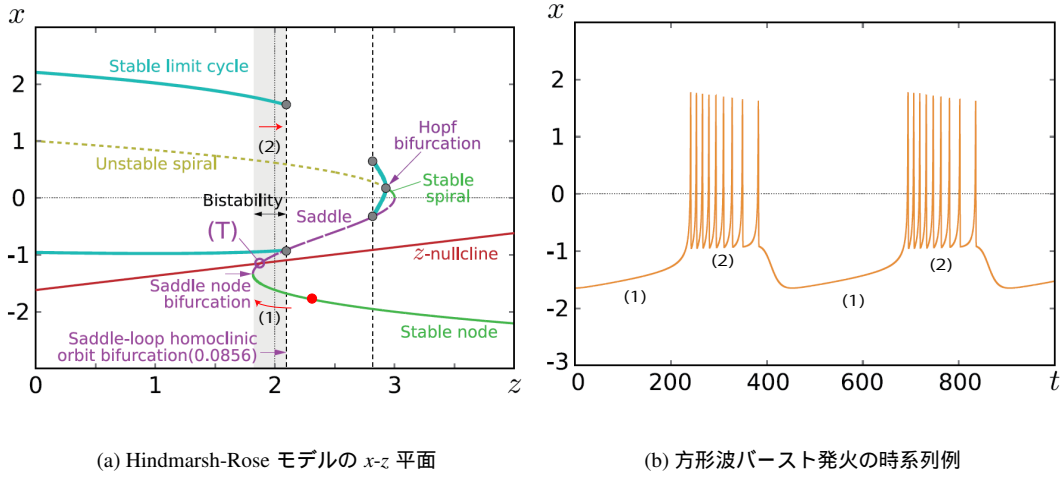 x
2
1
0
-1
-2
0
1
2
3
z
Stable limit cycle
(2)
Unstable spiral
Hopf
bifurcation
Stable
spiral
Bistability
Saddle
(T)
z-nullcline
Saddle node
bifurcation
(1)
Stable node
Saddle-loop homoclinic
orbit bifurcation(0.0856)
(a) Hindmarsh-Rose モデルの x-z 平面
x
2
1
0
-1
-2
-3
0
200
400
600
800
t
(1)
(2)
(1)
(2)
(b) 方形波バースト発火の時系列例